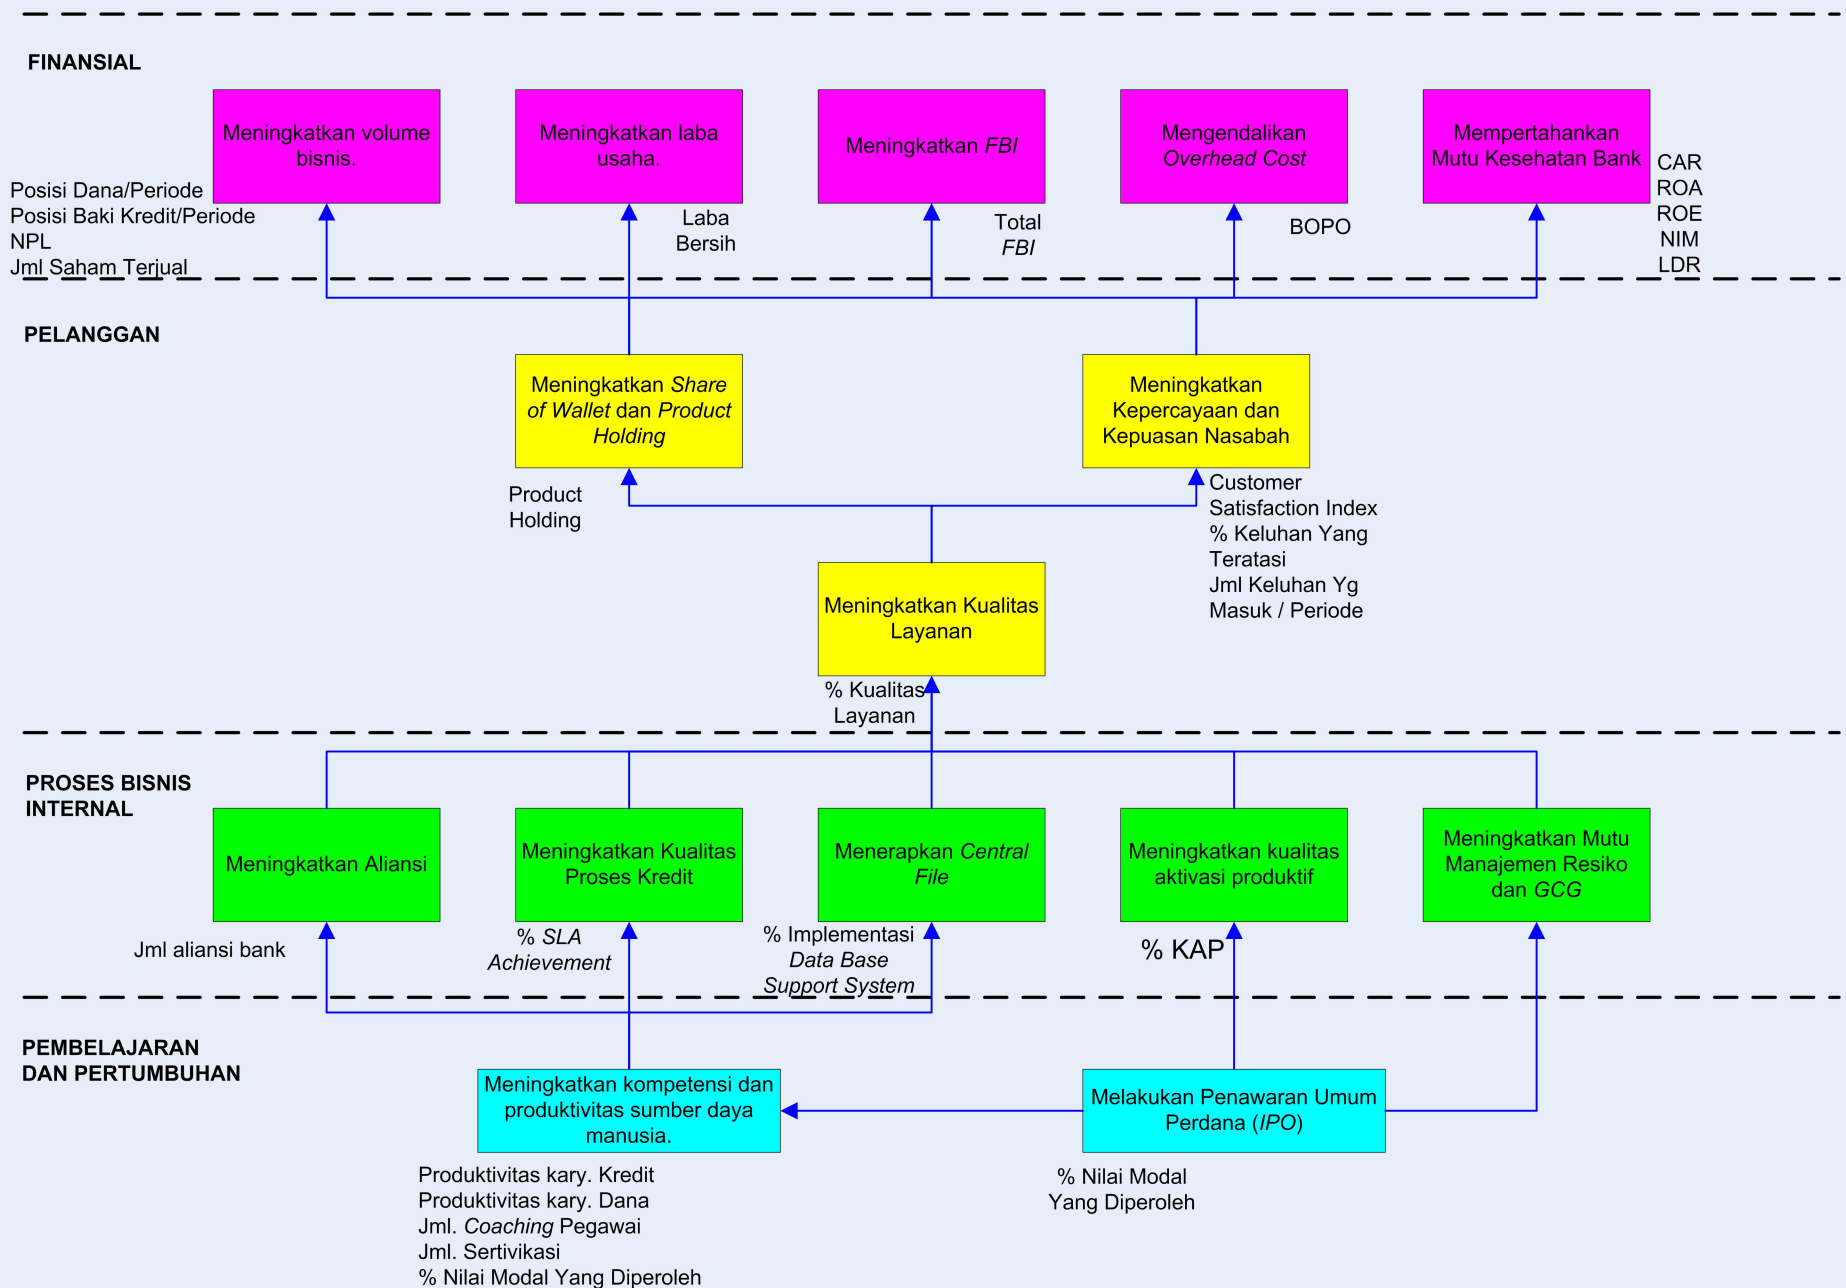 FINANSIAL
Meningkatkan volume
bisnis.
Meningkatkan laba
usaha.
Meningkatkan FBI
Mengendalikan
Overhead Cost
Mempertahankan
Mutu Kesehatan Bank
Posisi Dana/Periode
Posisi Baki Kredit/Periode
NPL
Jml Saham Terjual
Laba
Bersih
Total
FBI
BOPO
CAR
ROA
ROE
NIM
LDR
PELANGGAN
Meningkatkan Share
of Wallet dan Product
Holding
Meningkatkan
Kepercayaan dan
Kepuasan Nasabah
Product
Holding
Customer
Satisfaction Index
% Keluhan Yang
Teratasi
Jml Keluhan Yg
Masuk / Periode
Meningkatkan Kualitas
Layanan
% Kualitas
Layanan
PROSES BISNIS
INTERNAL
Meningkatkan Aliansi
Meningkatkan Kualitas
Proses Kredit
Menerapkan Central
File
Meningkatkan kualitas
aktivasi produktif
Meningkatkan Mutu
Manajemen Resiko
dan GCG
Jml aliansi bank
% SLA
Achievement
% Implementasi
Data Base
Support System
% KAP
PEMBELAJARAN
DAN PERTUMBUHAN
Meningkatkan kompetensi dan
produktivitas sumber daya
manusia.
Melakukan Penawaran Umum
Perdana (IPO)
Produktivitas kary. Kredit
Produktivitas kary. Dana
Jml. Coaching Pegawai
Jml. Sertivikasi
% Nilai Modal Yang Diperoleh
% Nilai Modal
Yang Diperoleh